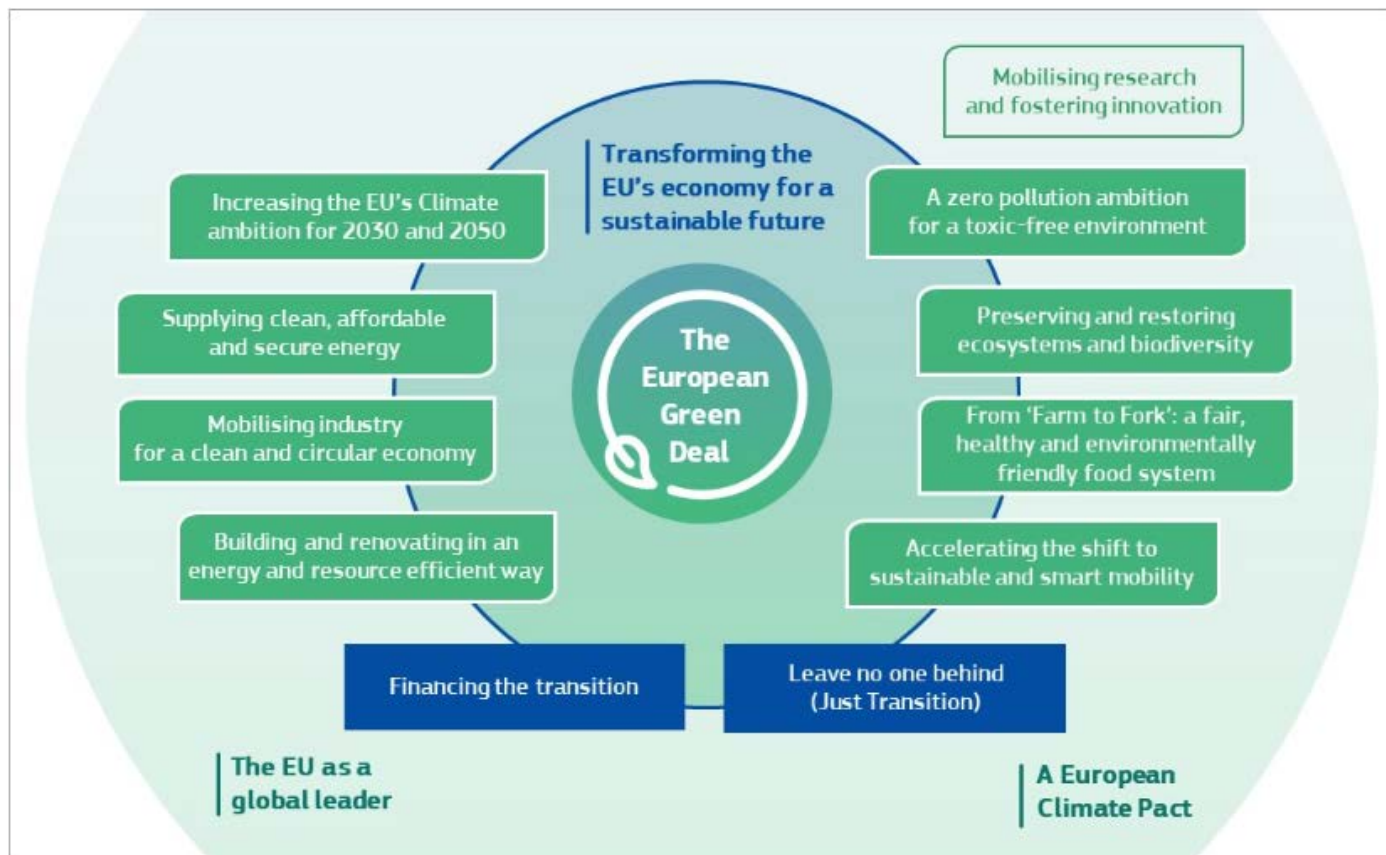 Mobilising research
and fostering innovation
Transforming the
EU's economy for a
sustainable future
Increasing the EU's Climate
ambition for 2030 and 2050
A zero pollution ambition
for a toxic-free environment
Supplying clean, affordable
and secure energy
Preserving and restoring
ecosystems and biodiversity
The
European
Green
Deal
Mobilising industry
for a clean and circular economy
From ‘Farm to Fork’: a fair,
healthy and environmentally
friendly food system
Building and renovating in an
energy and resource efficient way
Accelerating the shift to
sustainable and smart mobility
Financing the transition
Leave no one behind
(Just Transition)
The EU as a
global leader
A European
Climate Pact